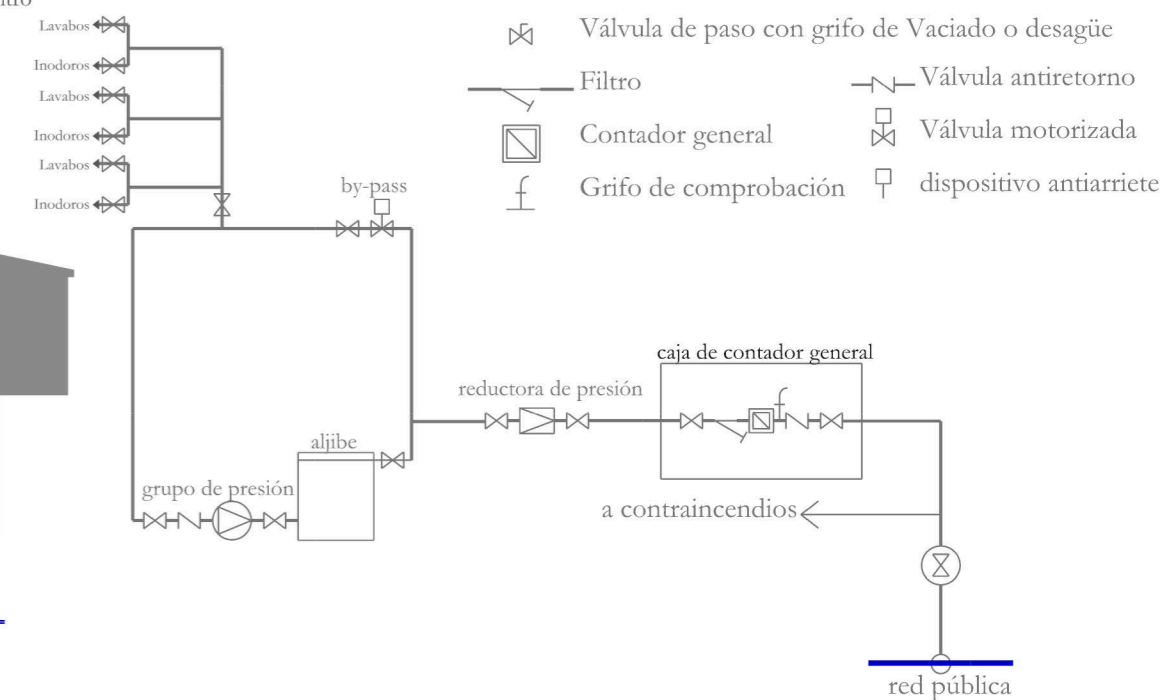 Lavabos
Inodoros
Lavabos
Inodoros
Lavabos
Inodoros
Válvula de paso con grifo de Vaciado o desagüe
Filtro
Válvula antiretorno
Contador general
Válvula motorizada
Grifo de comprobación
dispositivo antiarriete
by-pass
caja de contador general
reductora de presión
aljibe
grupo de presión
a contraincendios
red pública